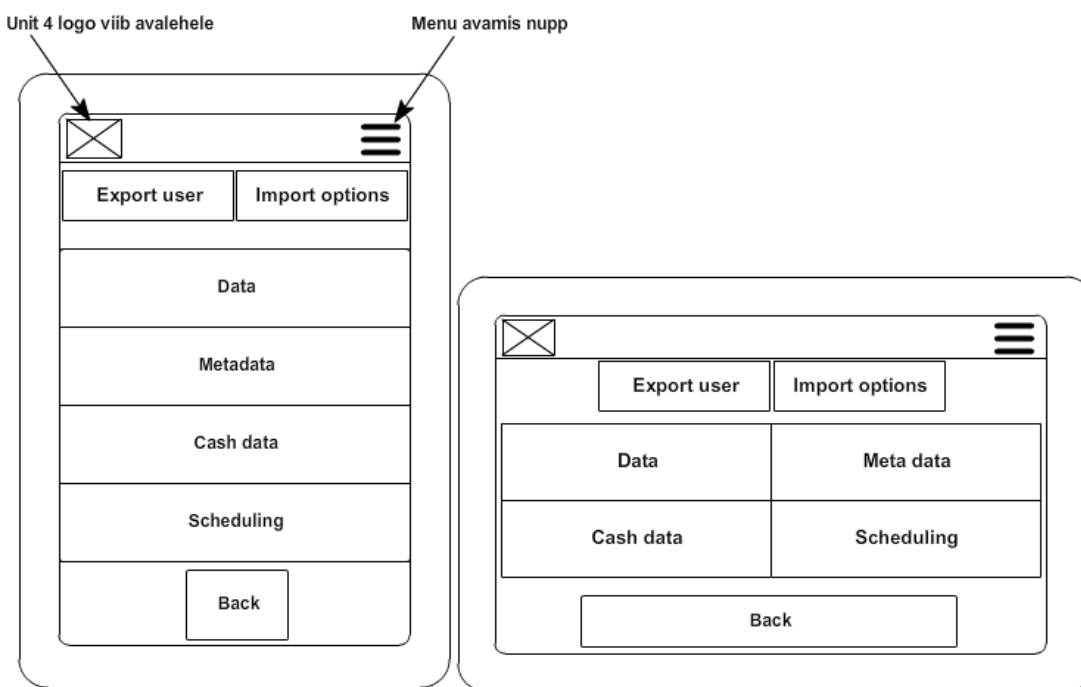 Unit 4 logo viib avalehele
Menu avamis nupp
Export user
Import options
Data
Metadata
Cash data
Scheduling
Back
Export user
Import options
Data
Meta data
Cash data
Scheduling
Back